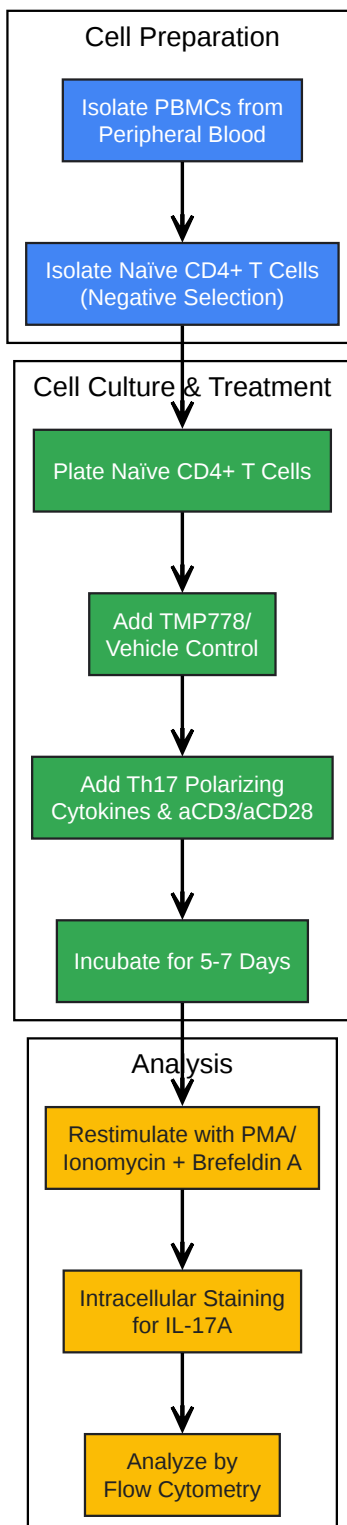 Cell Preparation
Isolate PBMCs from
Peripheral Blood
Isolate Naïve CD4+ T Cells
(Negative Selection)
Cell Culture & Treatment
Plate Naïve CD4+ T Cells
Add TMP778/
Vehicle Control
Add Th17 Polarizing
Cytokines & aCD3/aCD28
Incubate for 5-7 Days
Analysis
Restimulate with PMA/
Ionomycin + Brefeldin A
Intracellular Staining
for IL-17A
Analyze by
Flow Cytometry